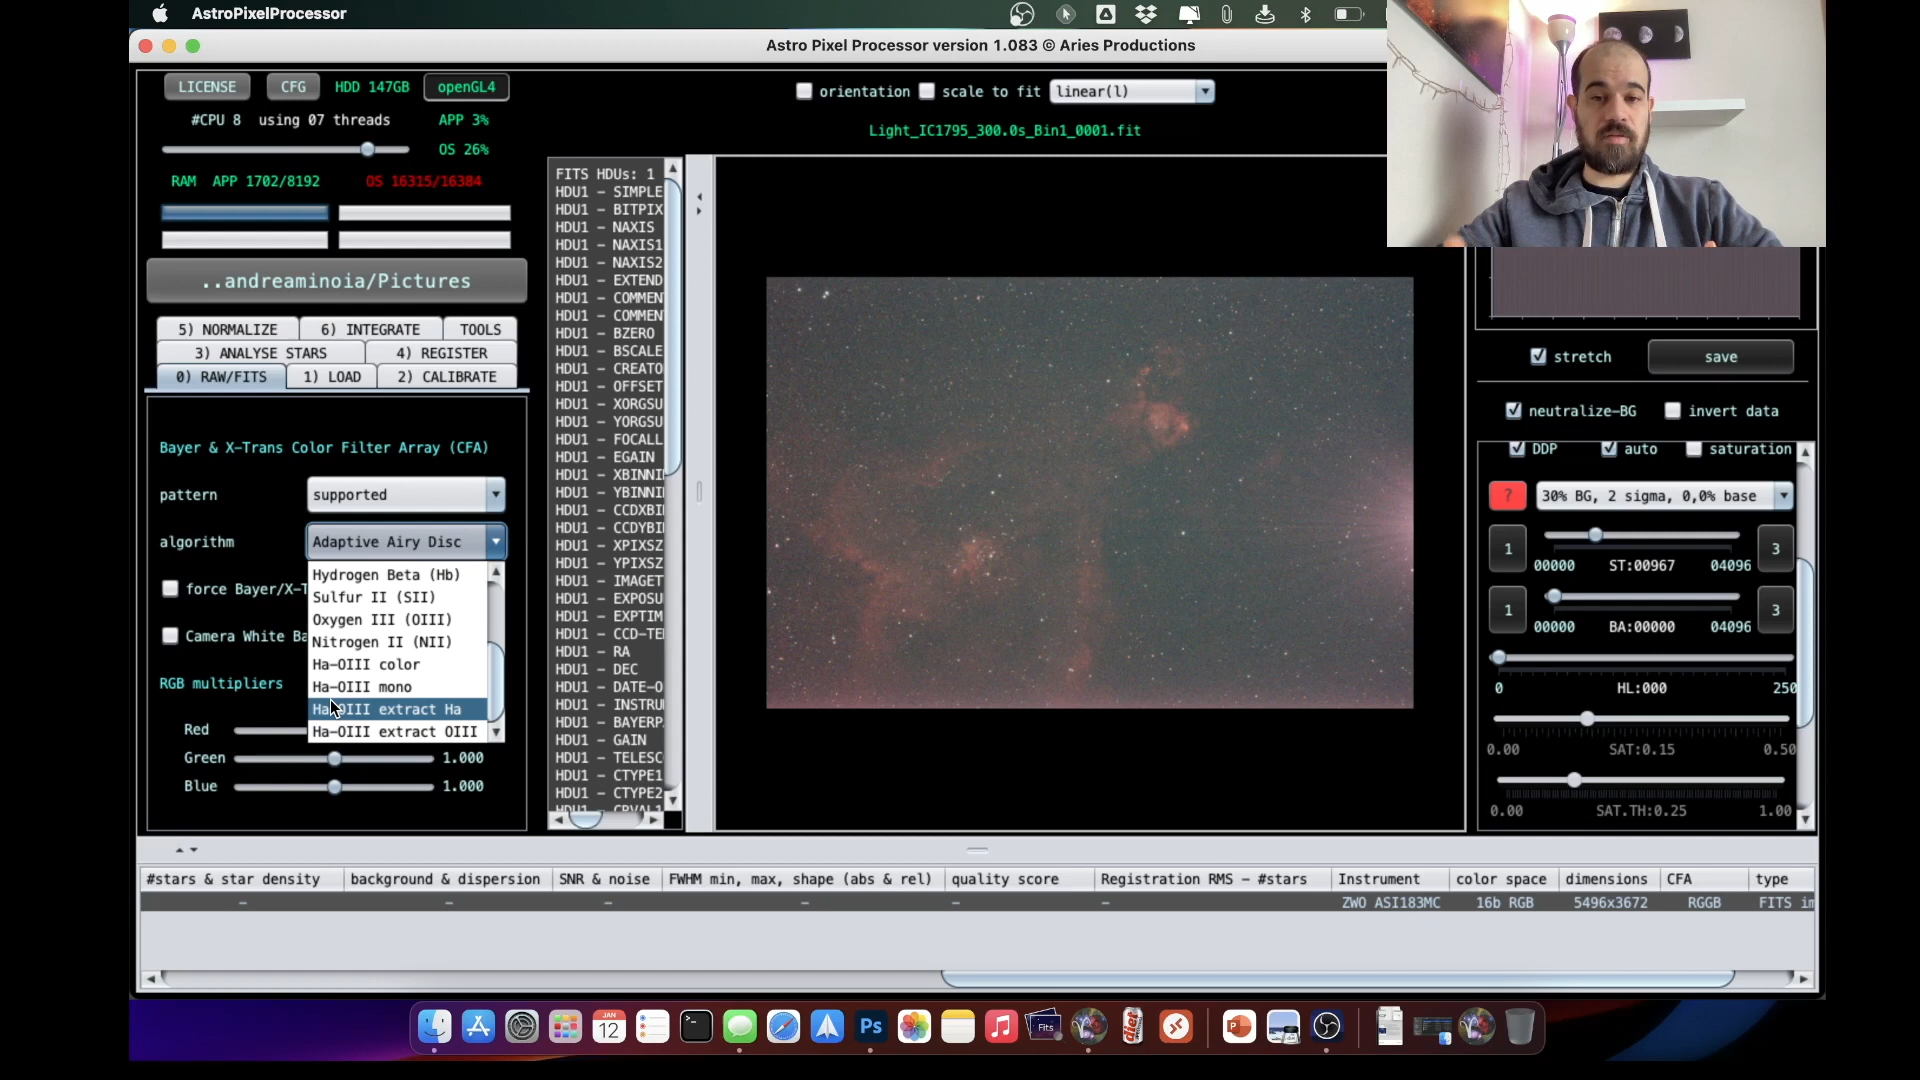 AstroPixelProcessor
Astro Pixel Processor version 1.083 © Aries Productions
LICENSE
CFG
HDD 147GB
openGL4
#CPU 8 using 07 threads
APP 3%
OS 26%
RAM APP 1702/8192
OS 16315/16384
..andreaminoia/Pictures
5) NORMALIZE
6) INTEGRATE
TOOLS
3) ANALYSE STARS
4) REGISTER
0) RAW/FITS
1) LOAD
2) CALIBRATE
Bayer & X-Trans Color Filter Array (CFA)
pattern
supported
algorithm
Adaptive Airy Disc
Hydrogen Beta (Hb)
force Bayer/X-T
Sulfur II (SII)
Oxygen III (OIII)
Camera White Ba
Nitrogen II (NII)
Ha-OIII color
RGB multipliers
Ha-OIII mono
Ha-OIII extract Ha
Red
Ha-OIII extract OIII
Green
1.000
Blue
1.000
FITS HDUs: 1
HDU1 - SIMPLE
HDU1 - BITPIX
HDU1 - NAXIS
HDU1 - NAXIS1
HDU1 - NAXIS2
HDU1 - EXTEND
HDU1 - COMMEN
HDU1 - COMMEN
HDU1 - BZERO
HDU1 - BSCALE
HDU1 - CREATO
HDU1 - OFFSET
HDU1 - XORGSU
HDU1 - YORGSU
HDU1 - FOCALL
HDU1 - EGAIN
HDU1 - XBINNI
HDU1 - YBINNI
HDU1 - CCDXBI
HDU1 - CCDYBI
HDU1 - XPIXSZ
HDU1 - YPIXSZ
HDU1 - IMAGET
HDU1 - EXPOSU
HDU1 - EXPTIM
HDU1 - CCD-TE
HDU1 - RA
HDU1 - DEC
HDU1 - DATE-O
HDU1 - INSTRU
HDU1 - BAYERP
HDU1 - GAIN
HDU1 - TELESC
HDU1 - CTYPE1
HDU1 - CTYPE2
HDU1 - CRVAL1
orientation
scale to fit
linear(l)
Light_IC1795_300.0s_Bin1_0001.fit
stretch
save
neutralize-BG
invert data
DDP
auto
saturation
?
30% BG, 2 sigma, 0,0% base
1
3
00000 ST:00967 04096
1
3
00000 BA:00000 04096
0 HL:000 250
0.00 SAT:0.15 0.50
0.00 SAT.TH:0.25 1.00
#stars & star density
background & dispersion
SNR & noise
FWHM min, max, shape (abs & rel)
quality score
Registration RMS - #stars
Instrument
color space
dimensions
CFA
type
– – – – – –
ZWO ASI183MC
16b RGB
5496x3672
RGGB
FITS im
JAN
12
Ps
Fits